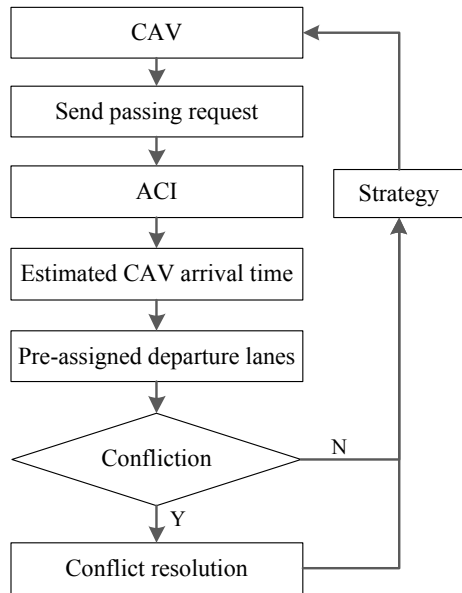 CAV
Send passing request
ACI
Strategy
Estimated CAV arrival time
Pre-assigned departure lanes
Confliction
N
Y
Conflict resolution